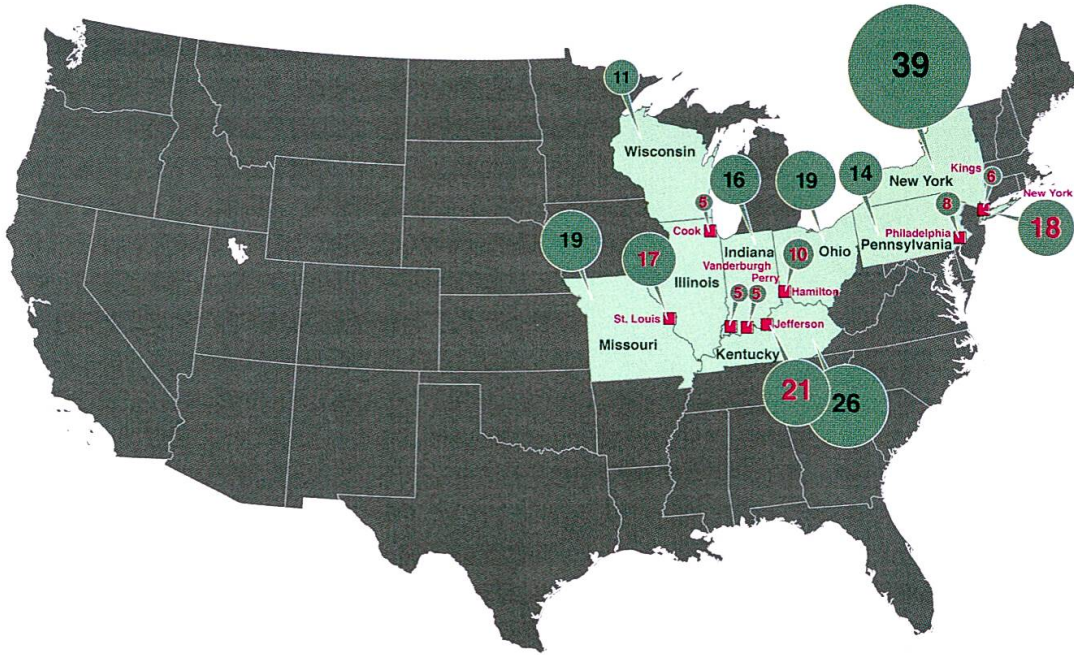 39
11
Wisconsin
Kings
6
16
19
14
New York
New York
5
8
18
Cook
Philadelphia
Pennsylvania
19
17
Indiana
Ohio
10
Vanderburgh
Perry
Illinois
5
5
Hamilton
St. Louis
Jefferson
Missouri
Kentucky
21
26